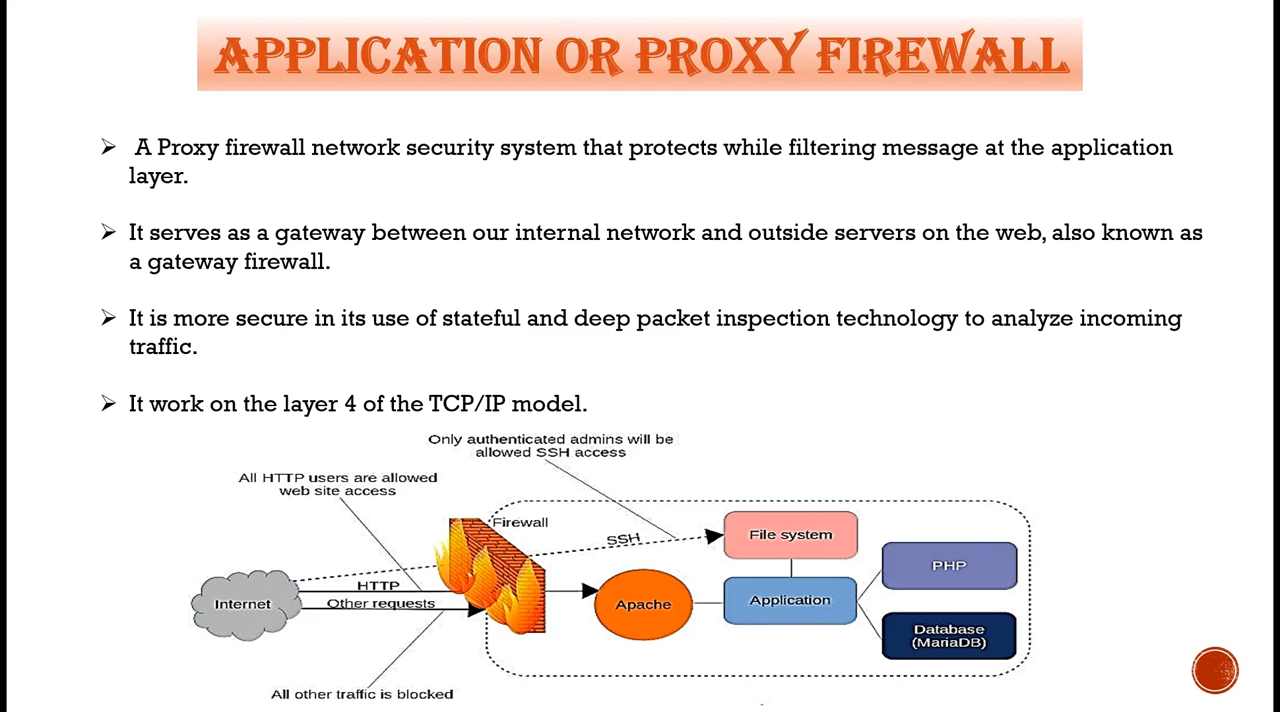 APPLICATION OR PROXY FIREWALL
A Proxy firewall network security system that protects while filtering message at the application
layer.
It serves as a gateway between our internal network and outside servers on the web, also known as
a gateway firewall.
It is more secure in its use of stateful and deep packet inspection technology to analyze incoming
traffic.
It work on the layer 4 of the TCP/IP model.
Only authenticated admins will be
allowed SSH access
All HTTP users are allowed
web site access
Firewall
SSH
File system
PHP
HTTP
Internet
Other requests
Apache
Application
Database
(MariaDB)
All other traffic is blocked